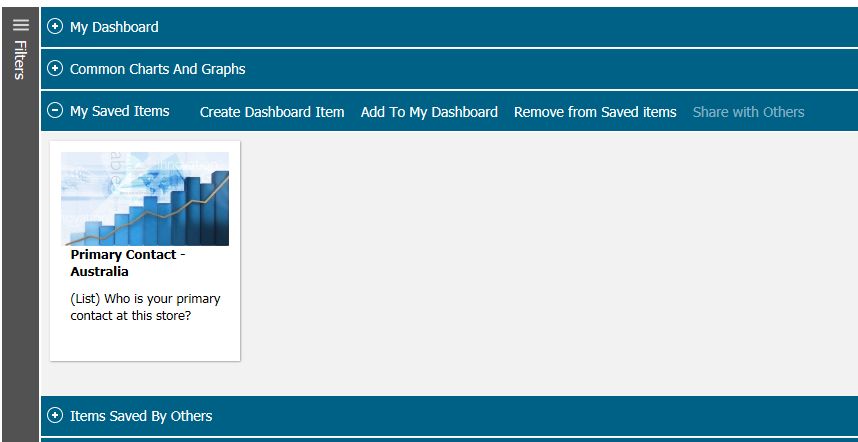 Filters
My Dashboard
Common Charts And Graphs
My Saved Items Create Dashboard Item Add To My Dashboard Remove from Saved items Share with Others
able
innovation
Primary Contact -
Australia
(List) Who is your primary
contact at this store?
Items Saved By Others